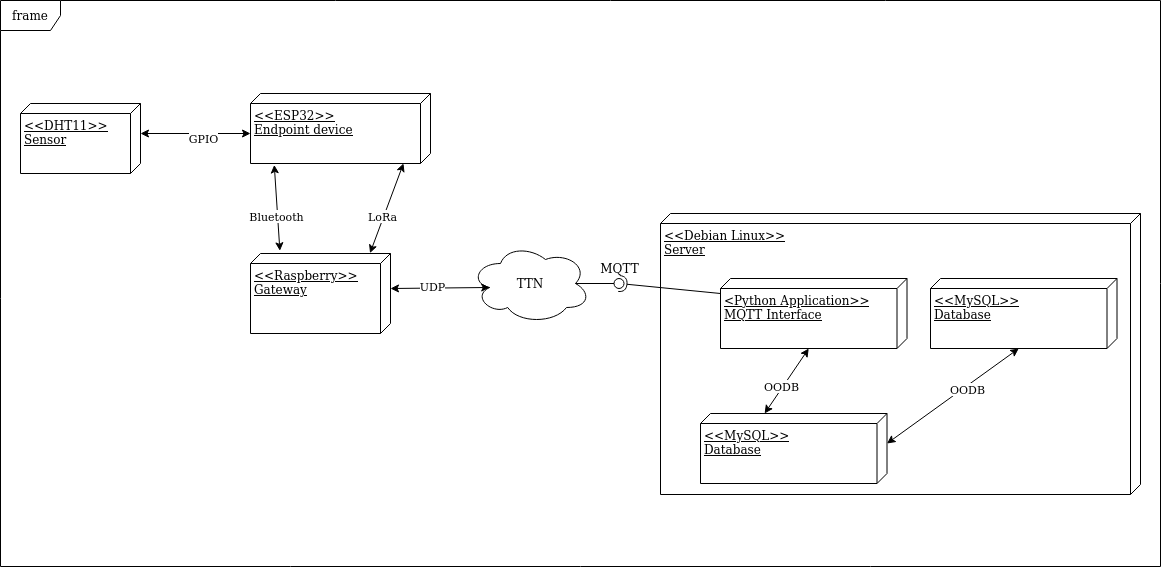 frame
<<DHT11>>
Sensor
GPIO
<<ESP32>>
Endpoint device
Bluetooth
LoRa
<<Raspberry>>
Gateway
UDP
TTN
MQTT
<<Debian Linux>>
Server
<Python Application>>
MQTT Interface
<<MySQL>>
Database
OODB
OODB
<<MySQL>>
Database